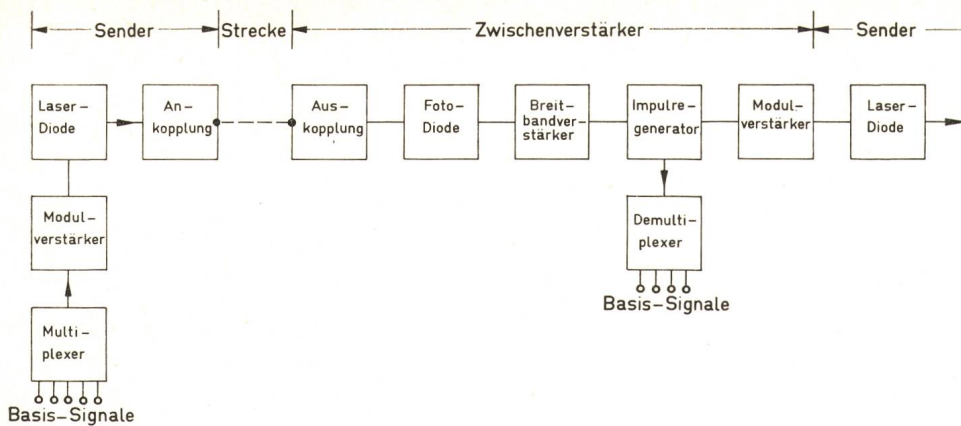 Sender Strecke Zwischenverstärker Sender
Laser-
Diode
An-
kopplung
Aus-
kopplung
Foto-
Diode
Breit-
bandver-
stärker
Impulre-
generator
Modul-
verstärker
Laser-
Diode
Modul-
verstärker
Demulti-
plexer
Basis-Signale
Multi-
plexer
Basis-Signale